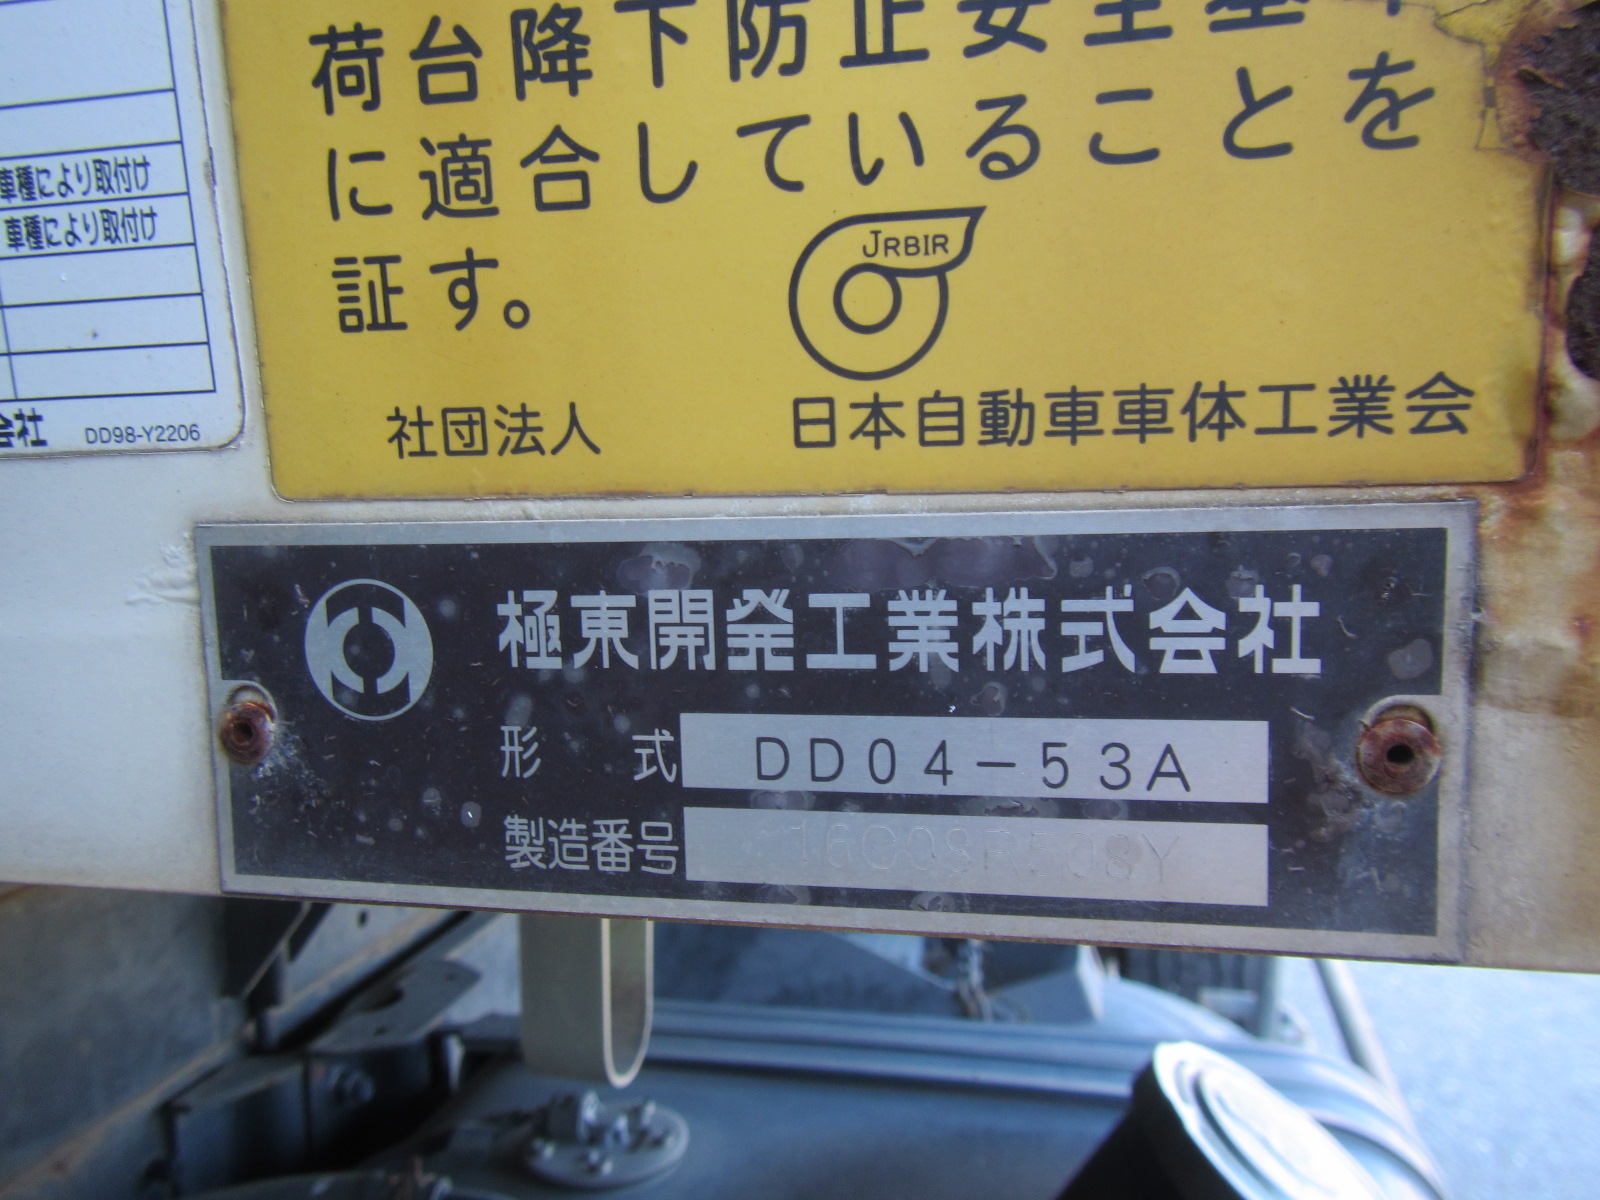 車種により取付け
車種により取付け
会社 DD98-Y2206
荷台降下防止安全基準
に適合していることを
証す。
JRBIR
社団法人 日本自動車車体工業会
極東開発工業株式会社
形式 DD04-53A
製造番号